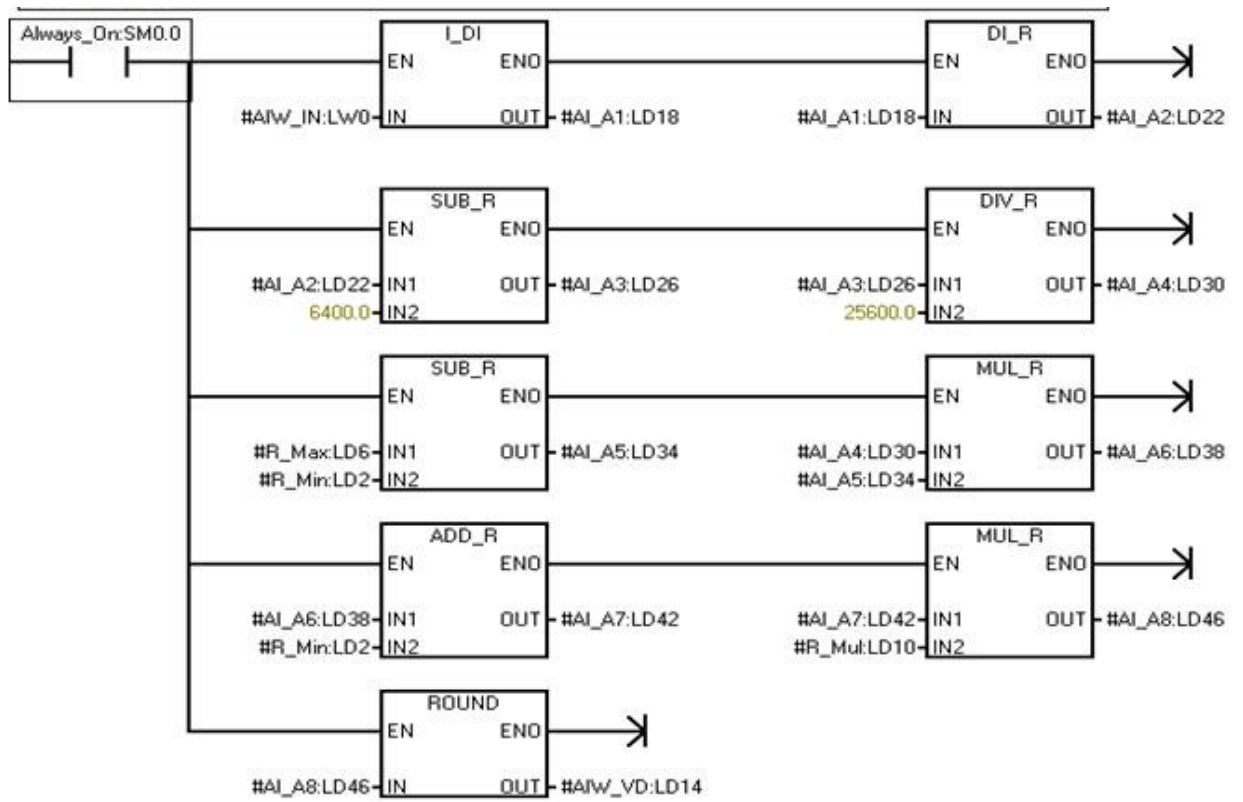 Always_On:SM0.0
I_DI
DI_R
EN ENO
EN ENO
#AIW_IN:LW0 IN OUT #AI_A1:LD18
#AI_A1:LD18 IN OUT #AI_A2:LD22
SUB_R
DIV_R
EN ENO
EN ENO
#AI_A2:LD22 IN1 OUT #AI_A3:LD26
6400.0 IN2
#AI_A3:LD26 IN1 OUT #AI_A4:LD30
25600.0 IN2
SUB_R
MUL_R
EN ENO
EN ENO
#R_Max:LD6 IN1 OUT #AI_A5:LD34
#R_Min:LD2 IN2
#AI_A4:LD30 IN1 OUT #AI_A6:LD38
#AI_A5:LD34 IN2
ADD_R
MUL_R
EN ENO
EN ENO
#AI_A6:LD38 IN1 OUT #AI_A7:LD42
#R_Min:LD2 IN2
#AI_A7:LD42 IN1 OUT #AI_A8:LD46
#R_Mul:LD10 IN2
ROUND
EN ENO
#AI_A8:LD46 IN OUT #AIW_VD:LD14